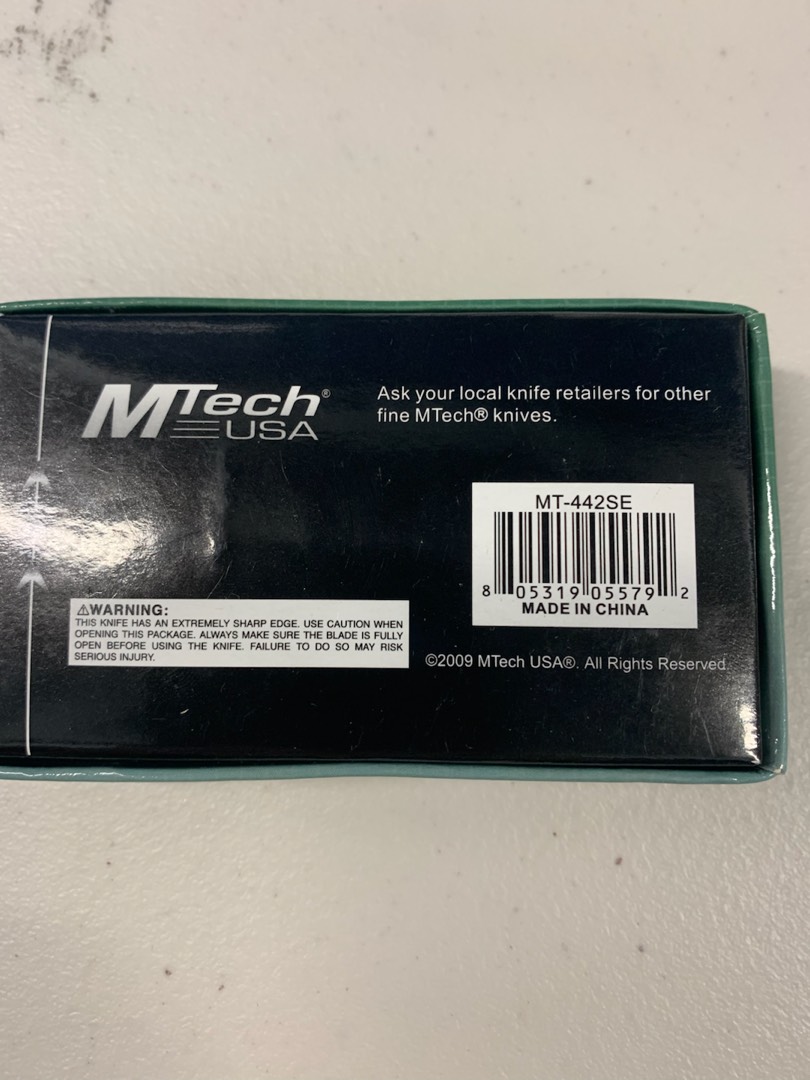 MTech®
USA
Ask your local knife retailers for other
fine MTech® knives.
MT-442SE
8 05319 05579 2
MADE IN CHINA
⚠WARNING:
THIS KNIFE HAS AN EXTREMELY SHARP EDGE. USE CAUTION WHEN
OPENING THIS PACKAGE. ALWAYS MAKE SURE THE BLADE IS FULLY
OPEN BEFORE USING THE KNIFE. FAILURE TO DO SO MAY RISK
SERIOUS INJURY.
©2009 MTech USA®. All Rights Reserved.